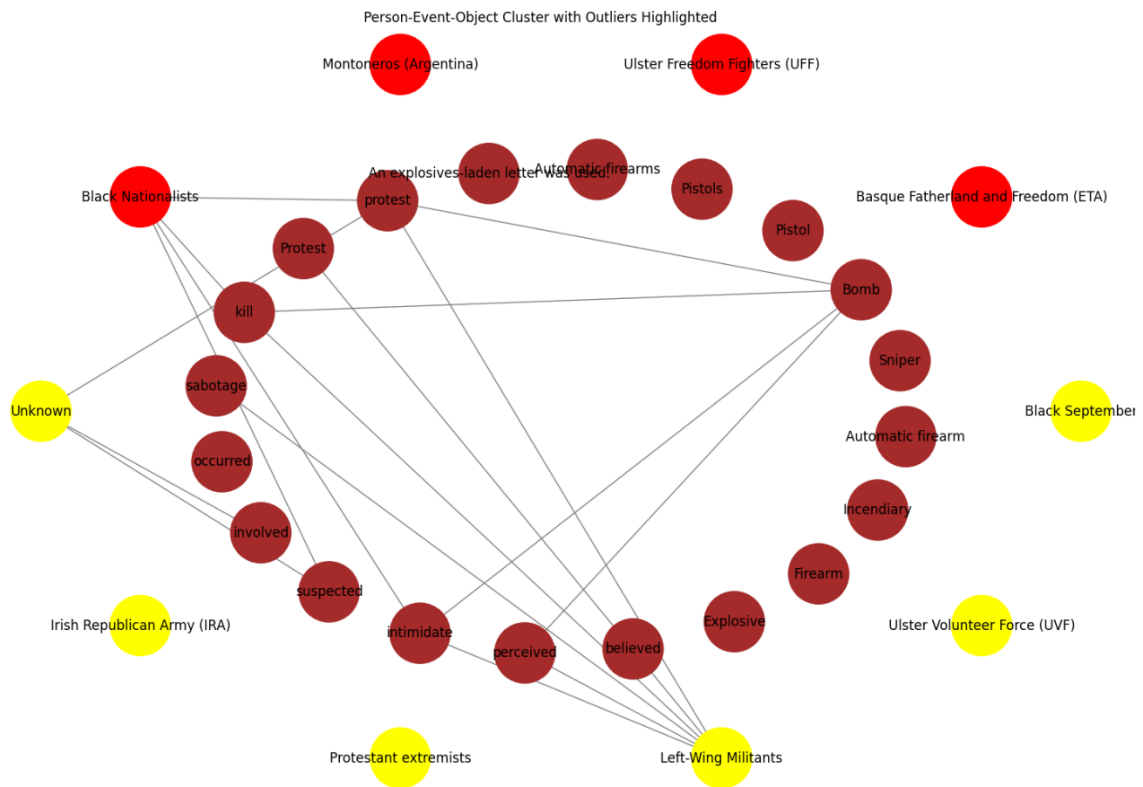 Person-Event-Object Cluster with Outliers Highlighted
Montoneros (Argentina)
Ulster Freedom Fighters (UFF)
An explosives-laden letter was used.
Automatic firearms
Pistols
Black Nationalists
protest
Basque Fatherland and Freedom (ETA)
Pistol
Protest
Bomb
kill
Sniper
sabotage
Unknown
Black September
Automatic firearm
occurred
Incendiary
involved
Firearm
suspected
Irish Republican Army (IRA)
Explosive
Ulster Volunteer Force (UVF)
intimidate
perceived
believed
Protestant extremists
Left-Wing Militants